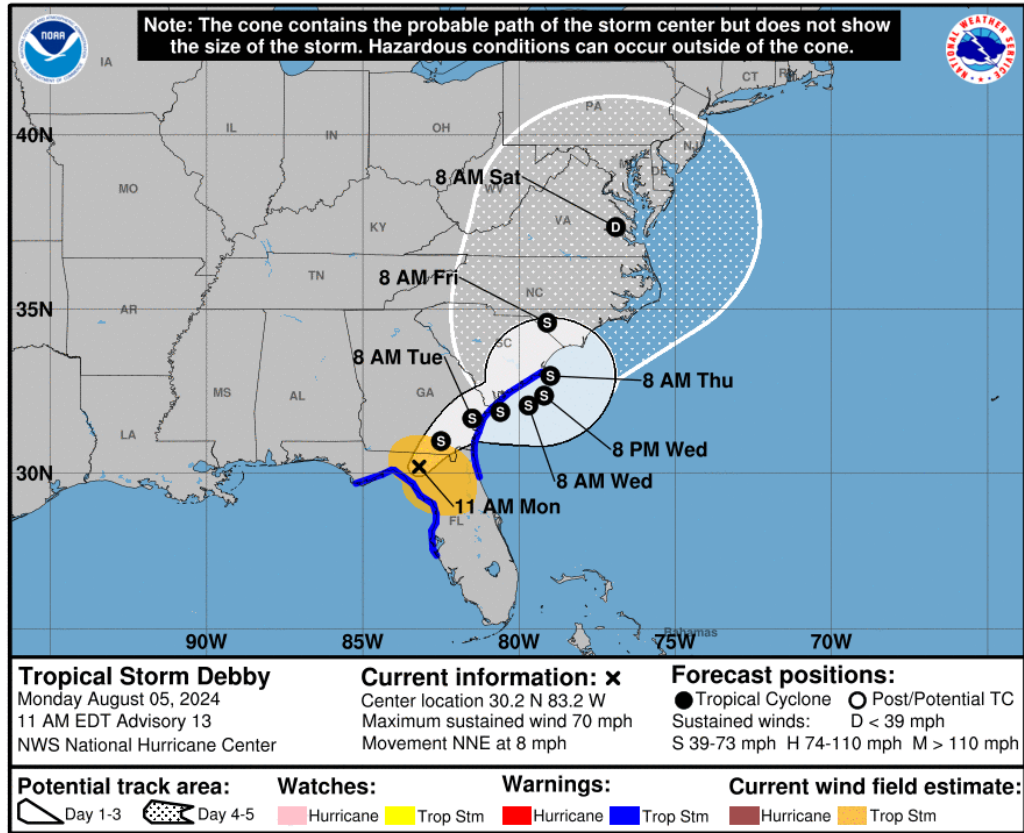 Note: The cone contains the probable path of the storm center but does not show
the size of the storm. Hazardous conditions can occur outside of the cone.
NOAA
NATIONAL WEATHER SERVICE
IA
CT
PA
40N
IL
IN
OH
NJ
DE
MO
8 AM Sat
WV
VA
D
KY
8 AM Fri
TN
NC
35N
AR
S
SC
8 AM Tue
S
8 AM Thu
MS
AL
GA
S
S
S
S
LA
S
8 PM Wed
30N
8 AM Wed
11 AM Mon
FL
90W
85W
80W
75W
70W
Bahamas
Tropical Storm Debby
Monday August 05, 2024
11 AM EDT Advisory 13
NWS National Hurricane Center
Current information: ×
Center location 30.2 N 83.2 W
Maximum sustained wind 70 mph
Movement NNE at 8 mph
Forecast positions:
Tropical Cyclone Post/Potential TC
Sustained winds: D < 39 mph
S 39-73 mph H 74-110 mph M > 110 mph
Potential track area:
Day 1-3 Day 4-5
Watches:
Hurricane Trop Stm
Warnings:
Hurricane Trop Stm
Current wind field estimate:
Hurricane Trop Stm